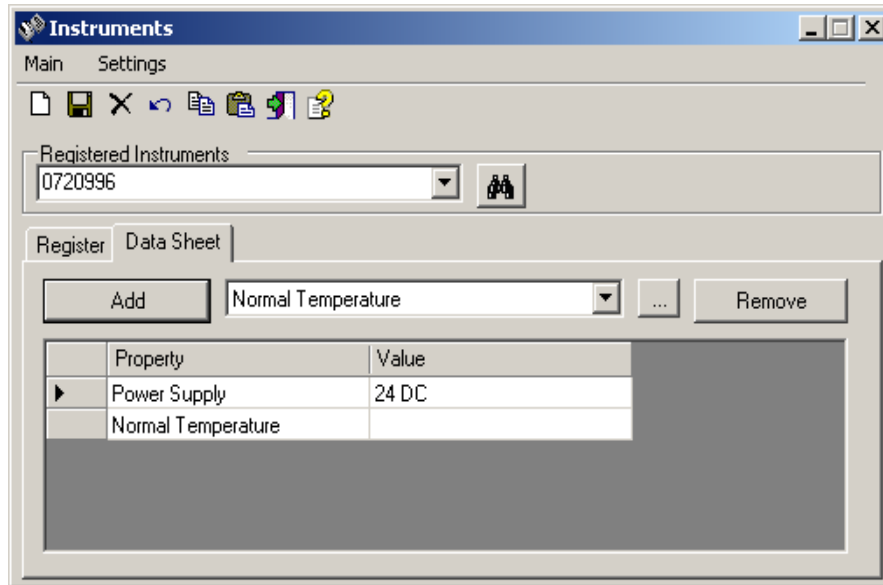 Instruments
Main Settings
Registered Instruments
0720996
Register Data Sheet
Add Normal Temperature ... Remove
Property Value
Power Supply 24 DC
Normal Temperature